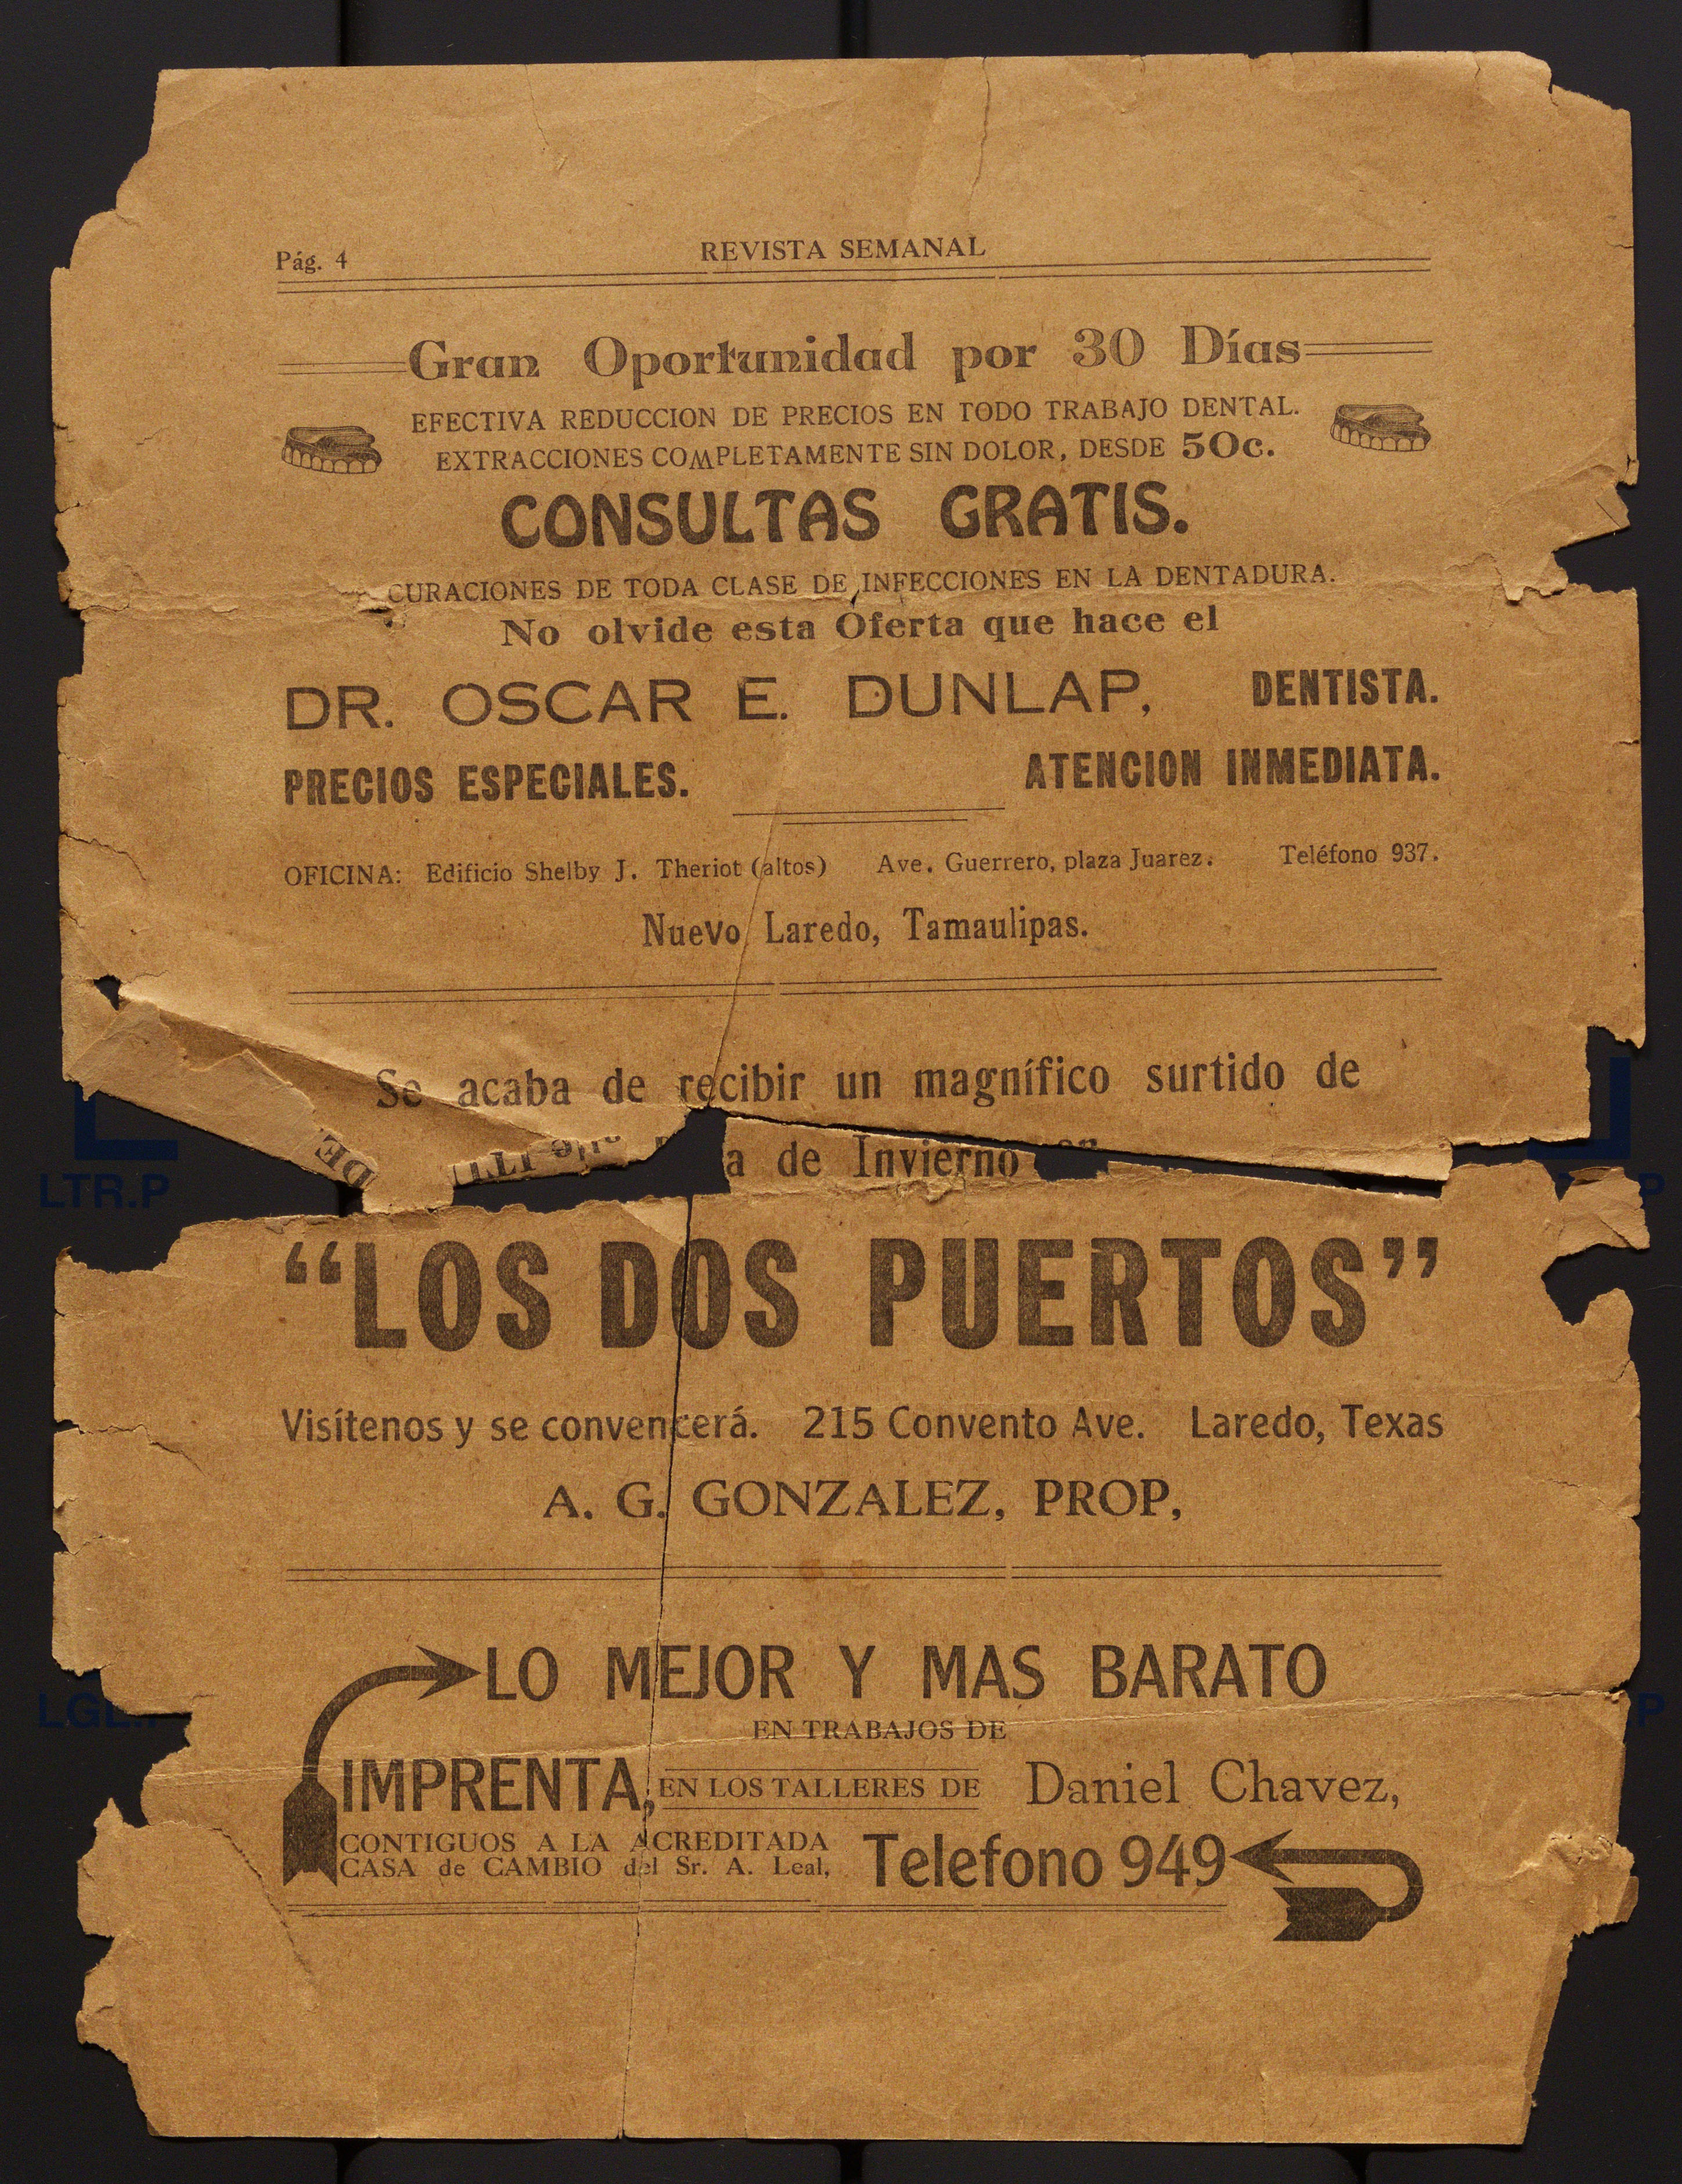 Pág. 4
REVISTA SEMANAL
Gran Oportunidad por 30 Días
EFECTIVA REDUCCION DE PRECIOS EN TODO TRABAJO DENTAL.
EXTRACCIONES COMPLETAMENTE SIN DOLOR, DESDE 50c.
CONSULTAS GRATIS.
CURACIONES DE TODA CLASE DE INFECCIONES EN LA DENTADURA.
No olvide esta Oferta que hace el
DR. OSCAR E. DUNLAP, DENTISTA.
PRECIOS ESPECIALES. ATENCION INMEDIATA.
OFICINA: Edificio Shelby J. Theriot (altos) Ave. Guerrero, plaza Juarez. Teléfono 937.
Nuevo Laredo, Tamaulipas.
Se acaba de recibir un magnífico surtido de
de Invierno
DE
"LOS DOS PUERTOS"
Visítenos y se convencerá. 215 Convento Ave. Laredo, Texas
A. G. GONZALEZ, PROP,
LO MEJOR Y MAS BARATO
EN TRABAJOS DE
IMPRENTA, EN LOS TALLERES DE Daniel Chavez,
CONTIGUOS A LA ACREDITADA
CASA de CAMBIO del Sr. A. Leal,
Telefono 949
LTR.P
LGL.P